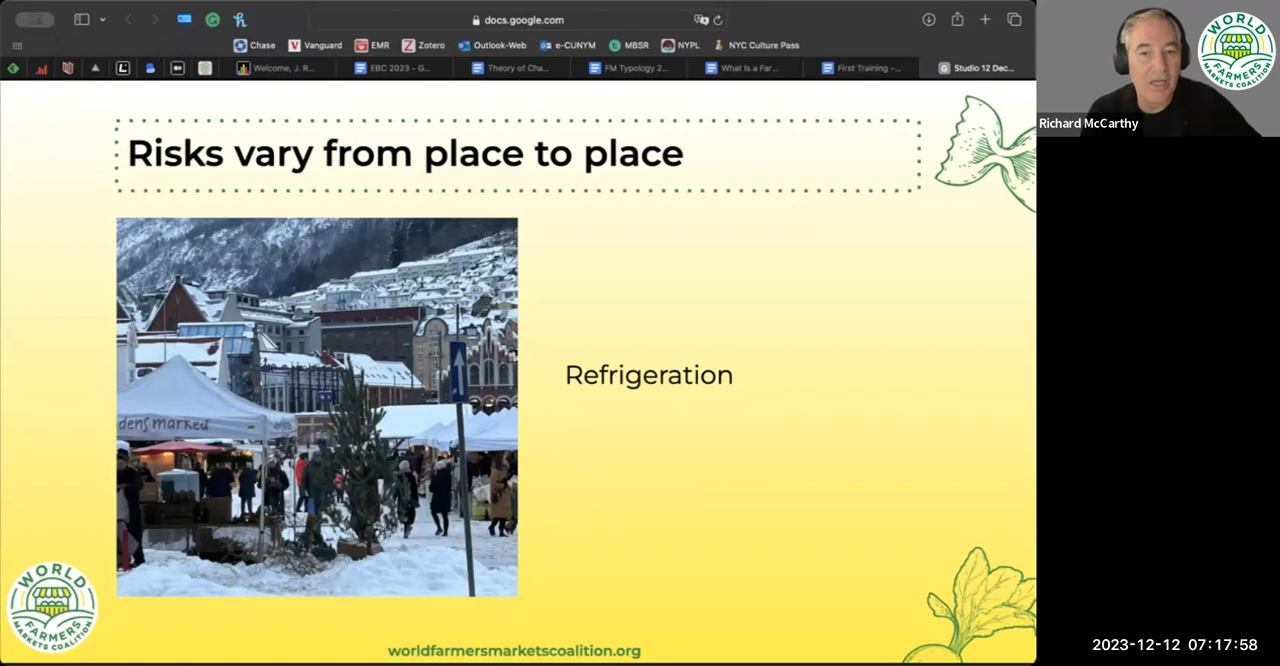 docs.google.com
Chase
Vanguard
EMR
Zotero
Outlook-Web
e-CUNYM
MBSR
NYPL
NYC Culture Pass
Welcome, J. R...
EBC 2023 - G...
Theory of Cha...
FM Typology 2...
What Is a Far...
First Training -...
Studio 12 Dec...
WORLD
FARMERS
MARKETS COALITION
Richard McCarthy
Risks vary from place to place
dens marked
Refrigeration
WORLD
FARMERS
MARKETS COALITION
worldfarmersmarketscoalition.org
2023-12-12 07:17:58